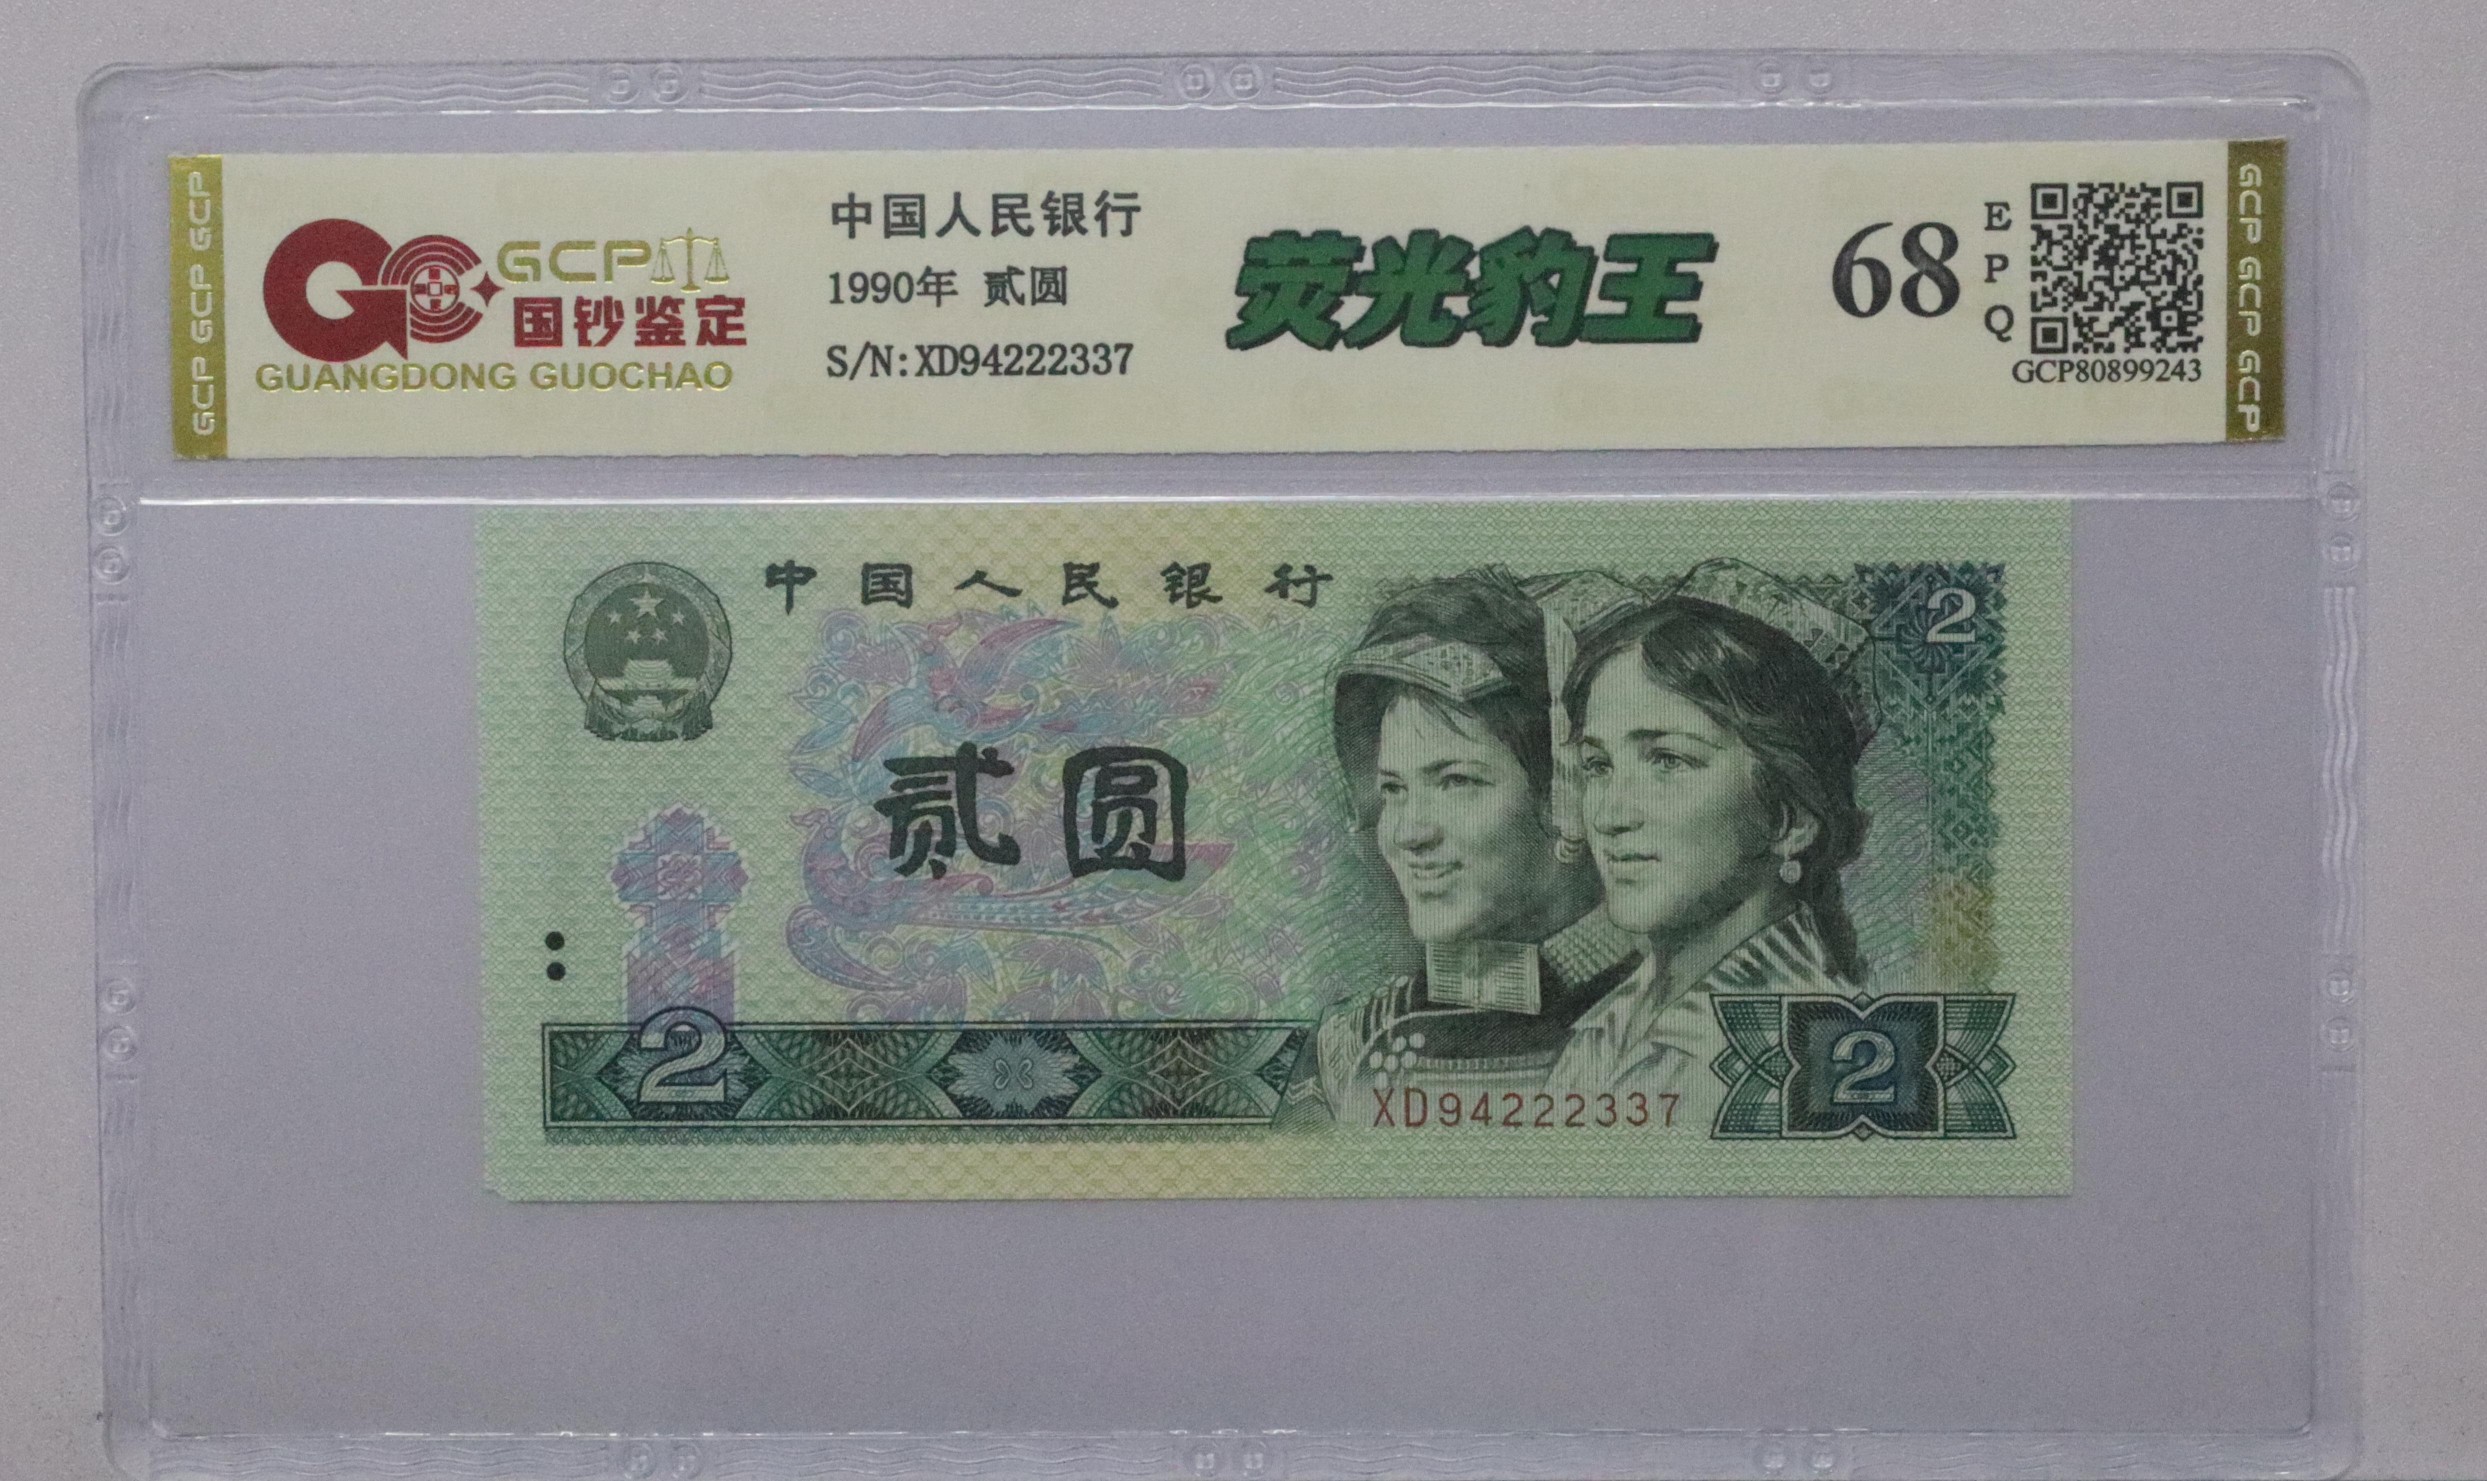 GCP GCP GCP
GCP
国钞鉴定
GUANGDONG GUOCHAO
中国人民银行
1990年 贰圆
S/N:XD94222337
荧光豹王
68
EPQ
GCP80899243
GCP GCP GCP
中国人民银行
2
贰圆
2
XD94222337
2